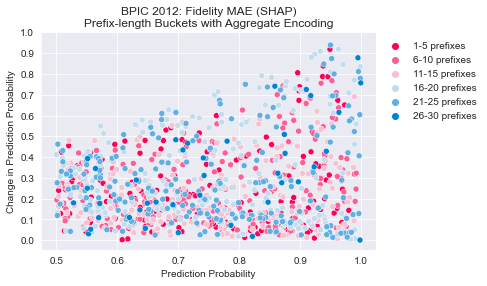 BPIC 2012: Fidelity MAE (SHAP)
Prefix-length Buckets with Aggregate Encoding
Change in Prediction Probability
1.0
0.9
0.8
0.7
0.6
0.5
0.4
0.3
0.2
0.1
0.0
0.5 0.6 0.7 0.8 0.9 1.0
Prediction Probability
1-5 prefixes
6-10 prefixes
11-15 prefixes
16-20 prefixes
21-25 prefixes
26-30 prefixes